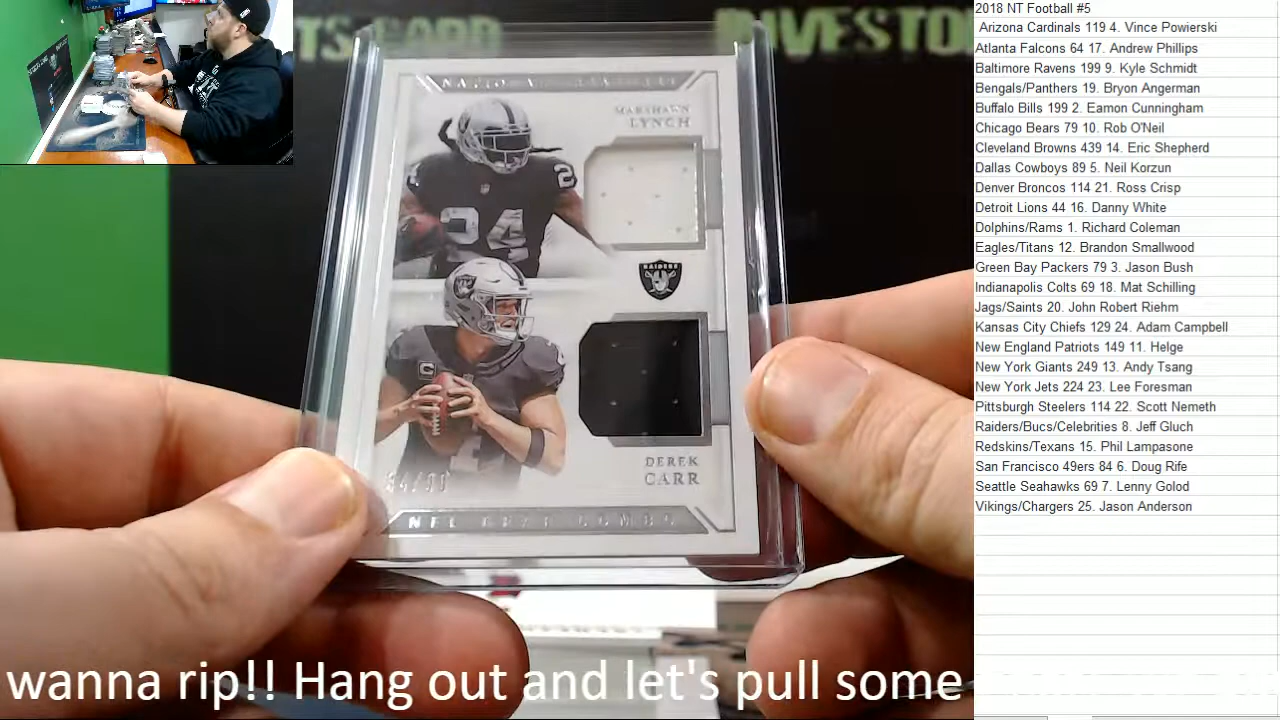 2018 NT Football #5
Arizona Cardinals 119 4. Vince Powierski
Atlanta Falcons 64 17. Andrew Phillips
Baltimore Ravens 199 9. Kyle Schmidt
Bengals/Panthers 19. Bryon Angerman
Buffalo Bills 199 2. Eamon Cunningham
Chicago Bears 79 10. Rob O'Neil
Cleveland Browns 439 14. Eric Shepherd
Dallas Cowboys 89 5. Neil Korzun
Denver Broncos 114 21. Ross Crisp
Detroit Lions 44 16. Danny White
Dolphins/Rams 1. Richard Coleman
Eagles/Titans 12. Brandon Smallwood
Green Bay Packers 79 3. Jason Bush
Indianapolis Colts 69 18. Mat Schilling
Jags/Saints 20. John Robert Riehm
Kansas City Chiefs 129 24. Adam Campbell
New England Patriots 149 11. Helge
New York Giants 249 13. Andy Tsang
New York Jets 224 23. Lee Foresman
Pittsburgh Steelers 114 22. Scott Nemeth
Raiders/Bucs/Celebrities 8. Jeff Gluch
Redskins/Texans 15. Phil Lampasone
San Francisco 49ers 84 6. Doug Rife
Seattle Seahawks 69 7. Lenny Golod
Vikings/Chargers 25. Jason Anderson
MARSHAWN
LYNCH
24
24
RAIDERS
C
DEREK
CARR
NFL GEAR COMBO
wanna rip!! Hang out and let's pull some